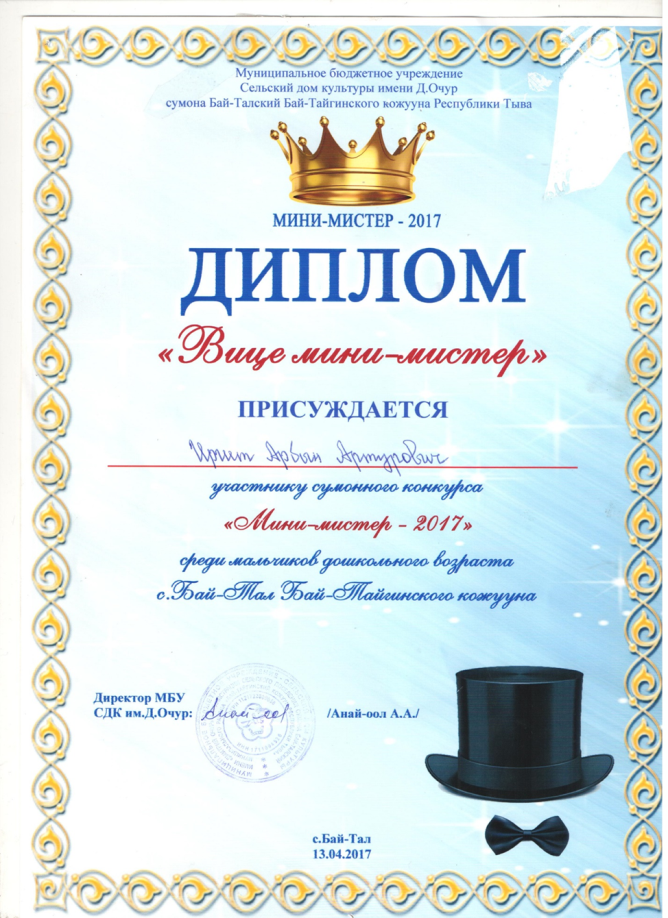 Муниципальное бюджетное учреждение
Сельский дом культуры имени Д.Очур
сумона Бай-Талский Бай-Тайгинского кожууна Республики Тыва
МИНИ-МИСТЕР - 2017
ДИПЛОМ
«Вице мини-мистер»
ПРИСУЖДАЕТСЯ
Иргит Арбын Артурович
участнику сумонного конкурса
«Мини-мистер - 2017»
среди мальчиков дошкольного возраста
с.Бай-Тал Бай-Тайгинского кожууна
Директор МБУ
СДК им.Д.Очур: /Анай-оол А.А./
с.Бай-Тал
13.04.2017